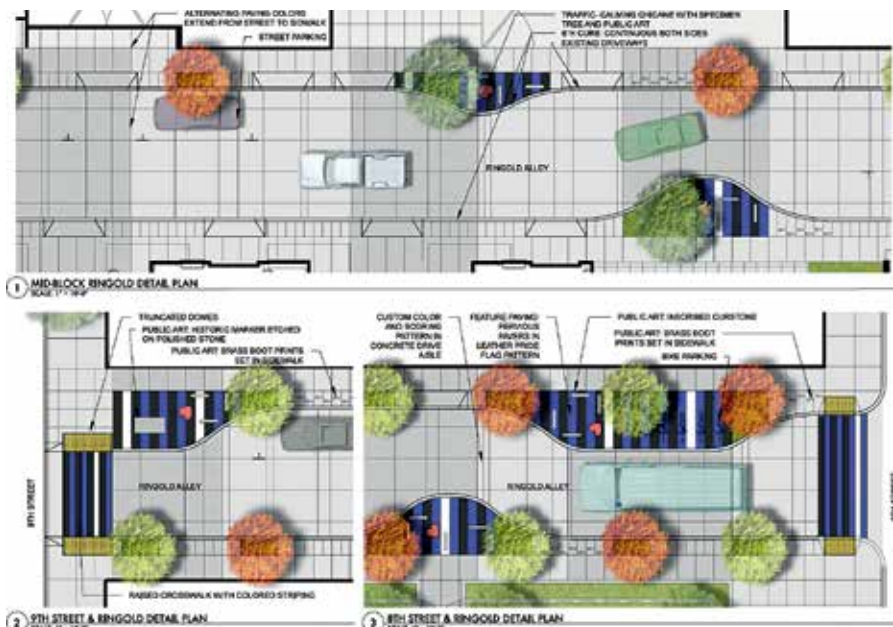 ALTERNATING PAVING COLORS
EXTEND FROM STREET TO SIDWALK
STREET PARKING
TRAFFIC-CALMING CHICANE WITH SPECIMEN
TREE AND PUBLIC ART
6" CURB CONTINUOUS BOTH SIDES
EXISTING DRIVEWAYS
RINGOLD ALLEY
1 MID-BLOCK RINGOLD DETAIL PLAN
TRUNCATED DOMES
PUBLIC ART: HISTORIC MARKER ETCHED
ON POLISHED STONE
PUBLIC ART: BRASS BOOT PRINTS
SET IN SIDEWALK
9TH STREET
RINGOLD ALLEY
RAISED CROSSWALK WITH COLORED STRIPING
2 9TH STREET & RINGOLD DETAIL PLAN
CUSTOM COLOR
AND SCORING
PATTERN IN
CONCRETE DRIVE
AISLE
FEATURE PAVING:
PERVIOUS
PAVERS IN
LEATHER PRIDE
FLAG PATTERN
PUBLIC ART: INSCRIBED CURBSTONE
PUBLIC ART: BRASS BOOT
PRINTS SET IN SIDEWALK
BIKE PARKING
RINGOLD ALLEY
3 8TH STREET & RINGOLD DETAIL PLAN